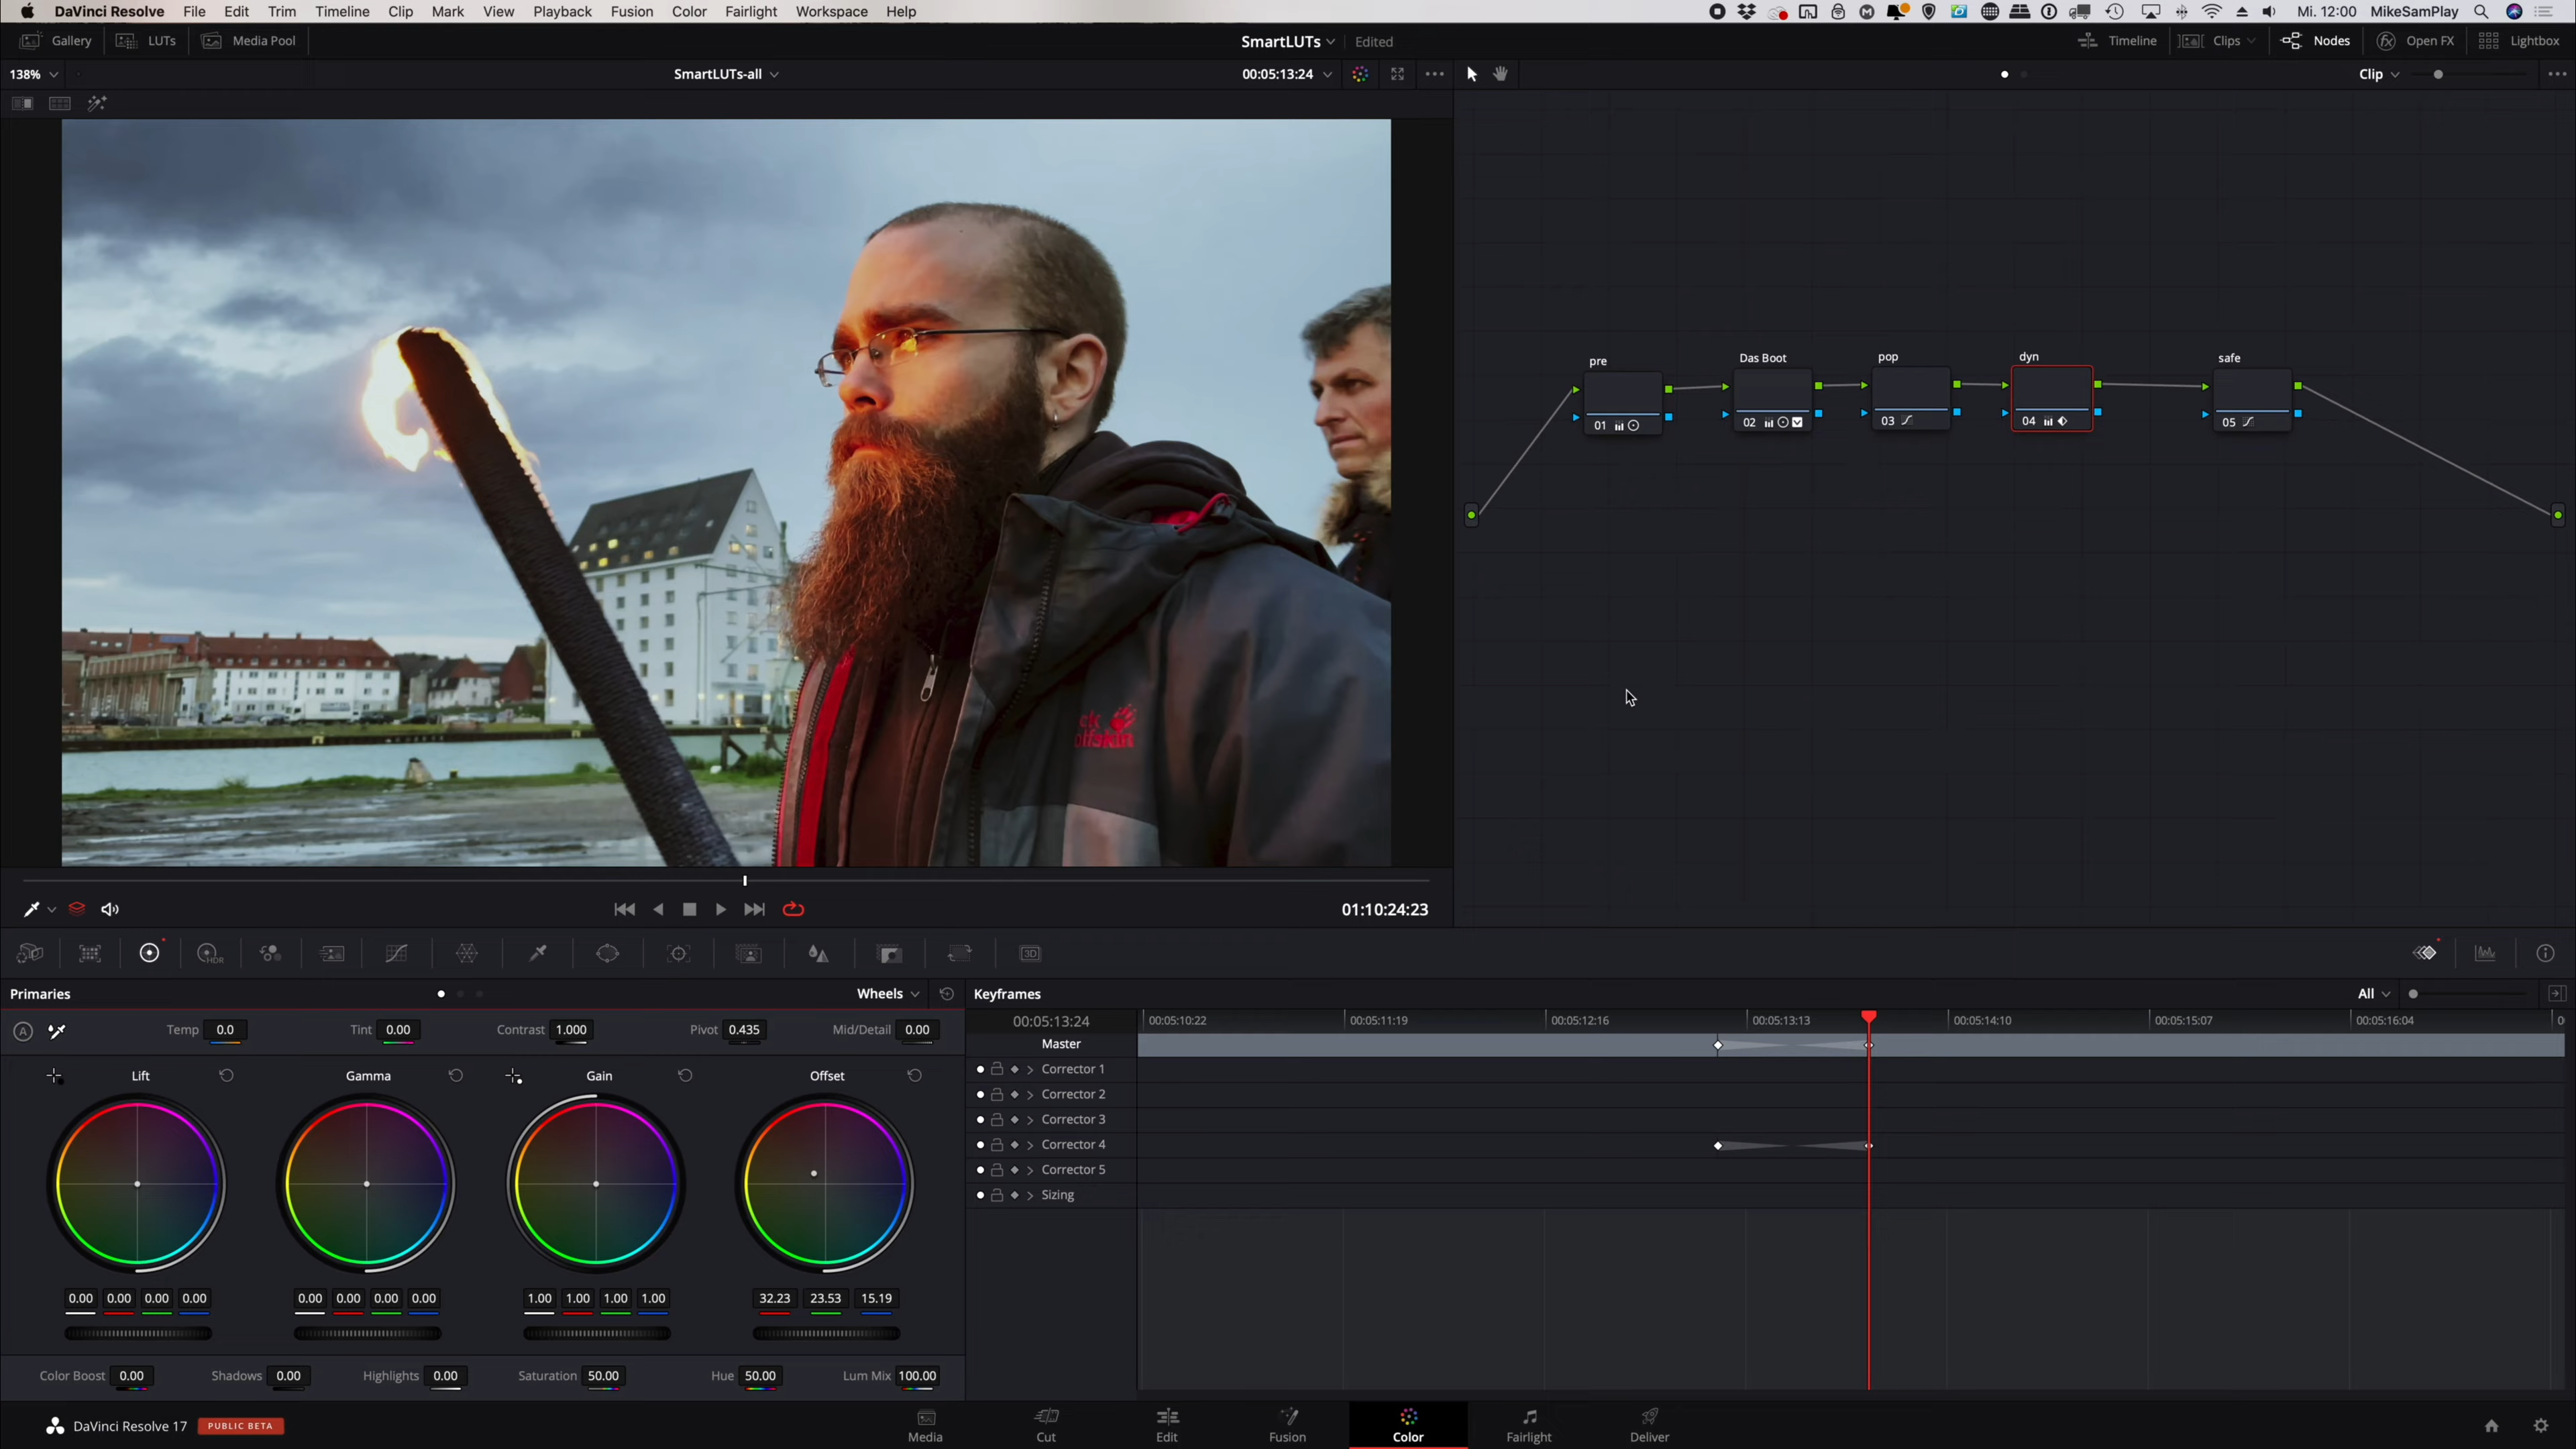 DaVinci Resolve File Edit Trim Timeline Clip Mark View Playback Fusion Color Fairlight Workspace Help Mi. 12:00 MikeSamPlay
Gallery LUTs Media Pool SmartLUTs Edited Timeline Clips Nodes Open FX Lightbox
138% SmartLUTs-all 00:05:13:24 Clip
pre Das Boot pop dyn safe
01 02 03 04 05
01:10:24:23
HDR 3D
Primaries Wheels Keyframes All
00:05:13:24 00:05:10:22 00:05:11:19 00:05:12:16 00:05:13:13 00:05:14:10 00:05:15:07 00:05:16:04
A Temp 0.0 Tint 0.00 Contrast 1.000 Pivot 0.435 Mid/Detail 0.00
Master
Lift Gamma Gain Offset
Corrector 1
Corrector 2
Corrector 3
Corrector 4
Corrector 5
Sizing
0.00 0.00 0.00 0.00 0.00 0.00 0.00 0.00 1.00 1.00 1.00 1.00 32.23 23.53 15.19
Color Boost 0.00 Shadows 0.00 Highlights 0.00 Saturation 50.00 Hue 50.00 Lum Mix 100.00
DaVinci Resolve 17 PUBLIC BETA Media Cut Edit Fusion Color Fairlight Deliver